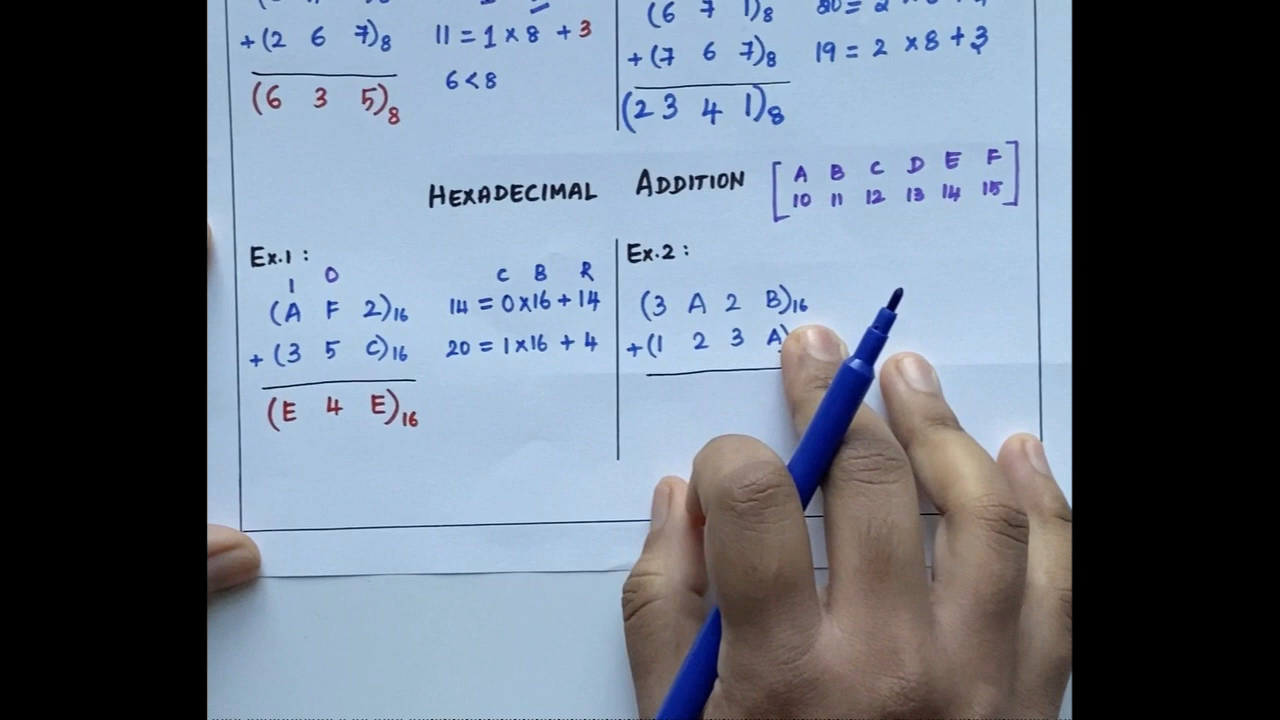 +(2 6 7)8 11 = 1 × 8 + 3
6 < 8
(6 3 5)8
(6 7 1)8
+(7 6 7)8 19 = 2 × 8 + 3
(2 3 4 1)8
HEXADECIMAL ADDITION
A B C D E F
10 11 12 13 14 15
Ex.1 :
1 0 C B R
(A F 2)16 14 = 0×16 + 14
+ (3 5 C)16 20 = 1×16 + 4
(E 4 E)16
Ex.2 :
(3 A 2 B)16
+(1 2 3 A)